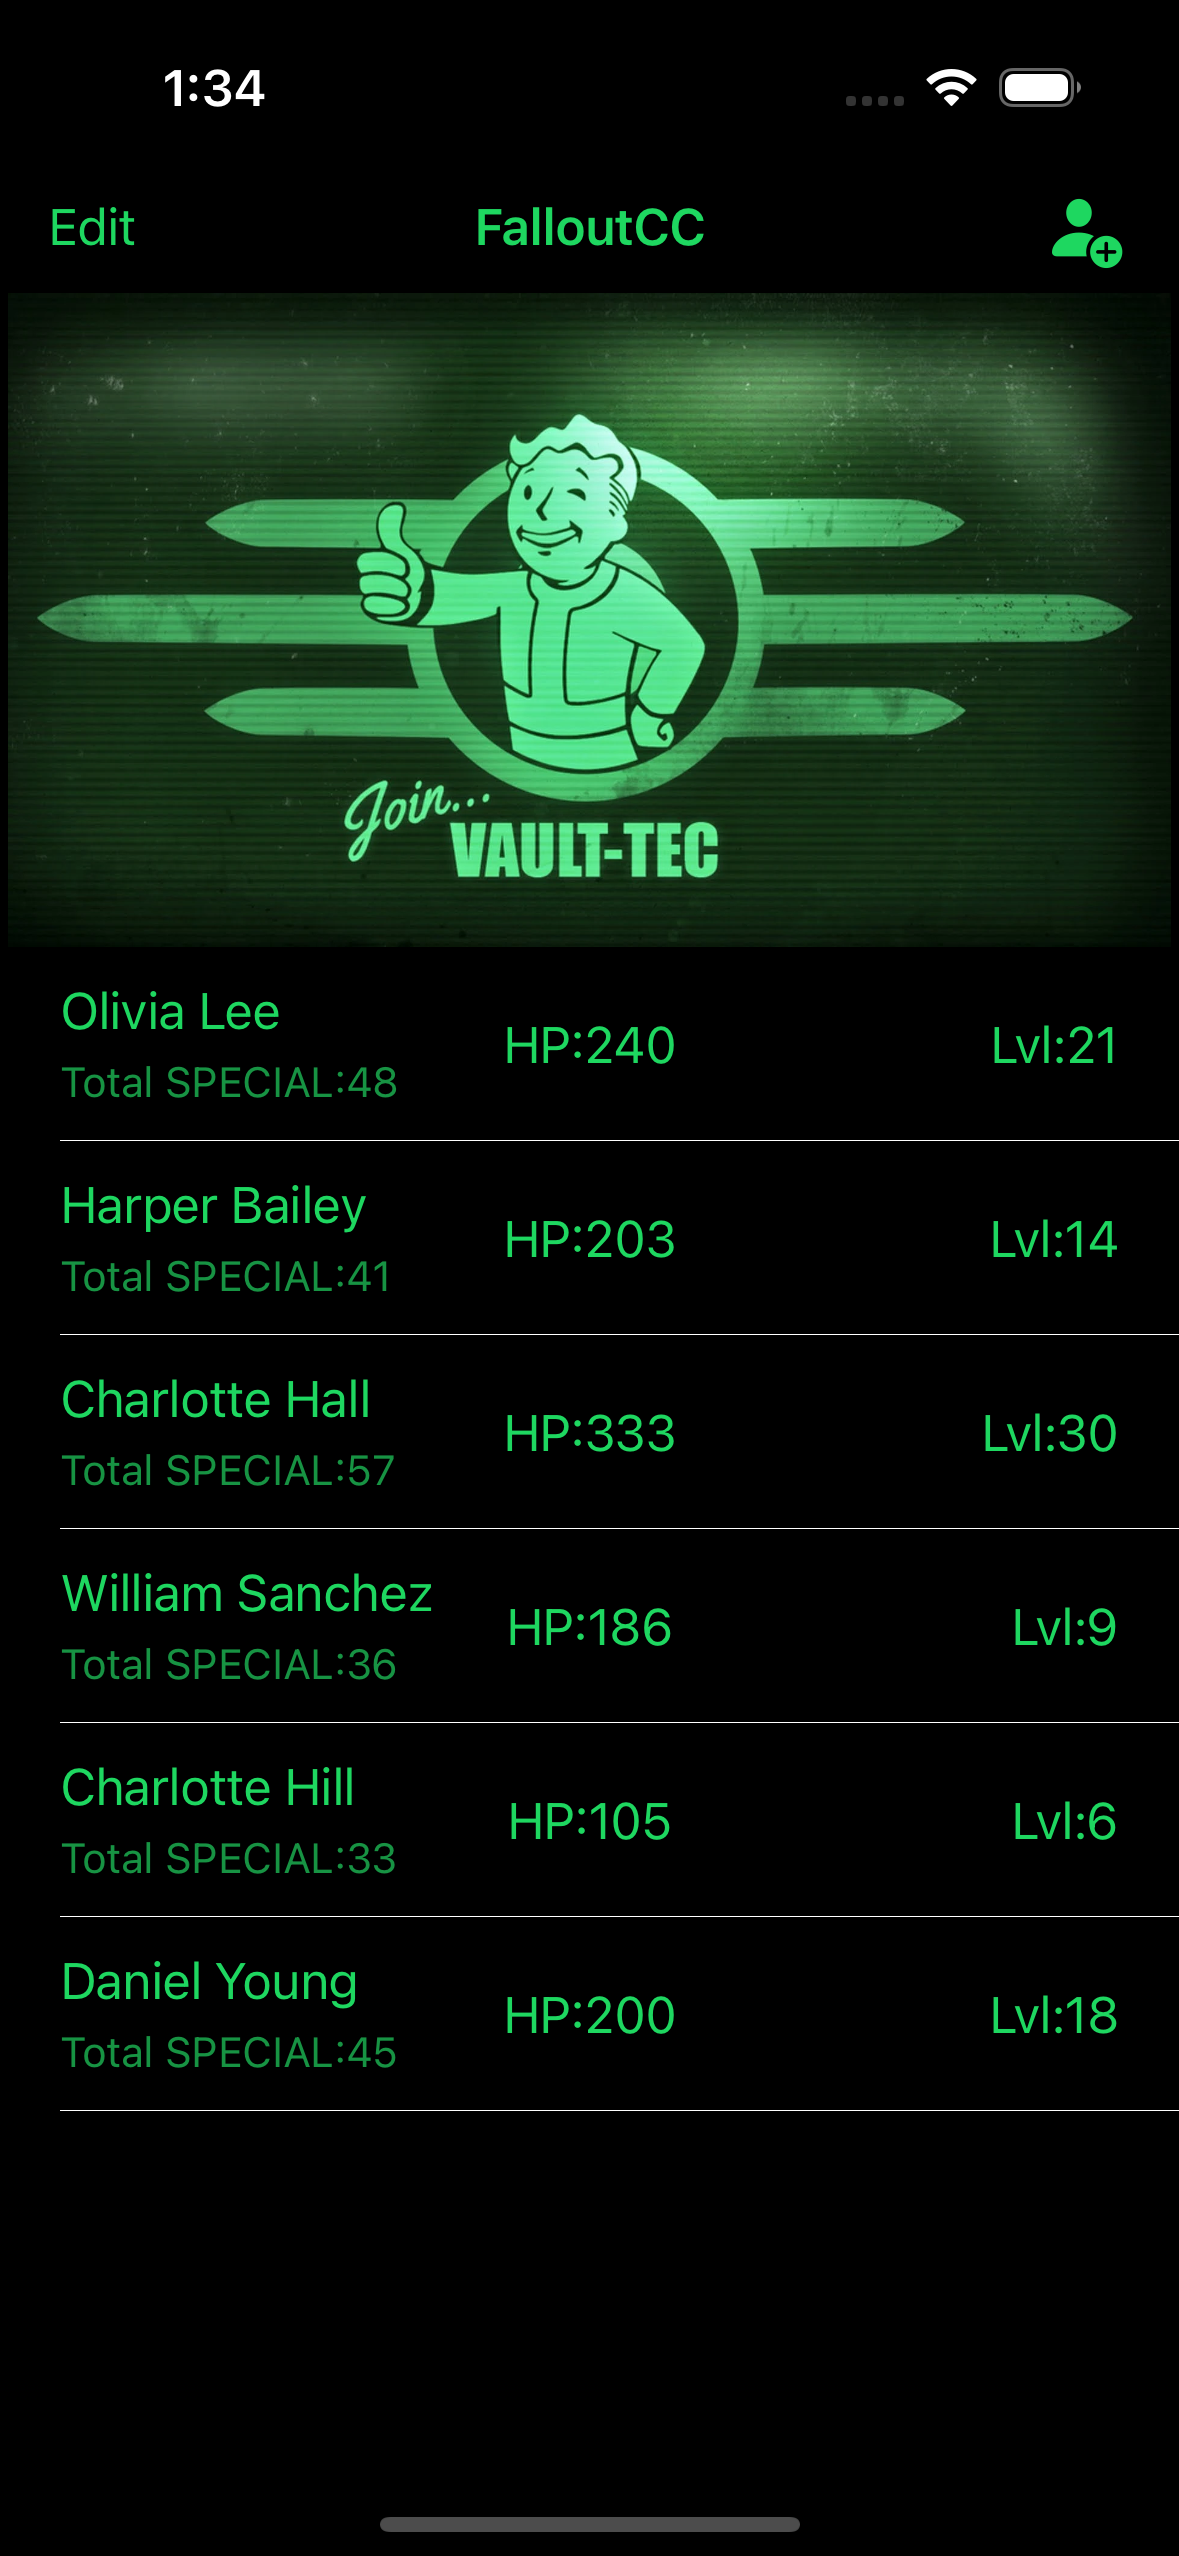 1:34
Edit
FalloutCC
Join...
VAULT-TEC
Olivia Lee
HP:240
Lvl:21
Total SPECIAL:48
Harper Bailey
HP:203
Lvl:14
Total SPECIAL:41
Charlotte Hall
HP:333
Lvl:30
Total SPECIAL:57
William Sanchez
HP:186
Lvl:9
Total SPECIAL:36
Charlotte Hill
HP:105
Lvl:6
Total SPECIAL:33
Daniel Young
HP:200
Lvl:18
Total SPECIAL:45